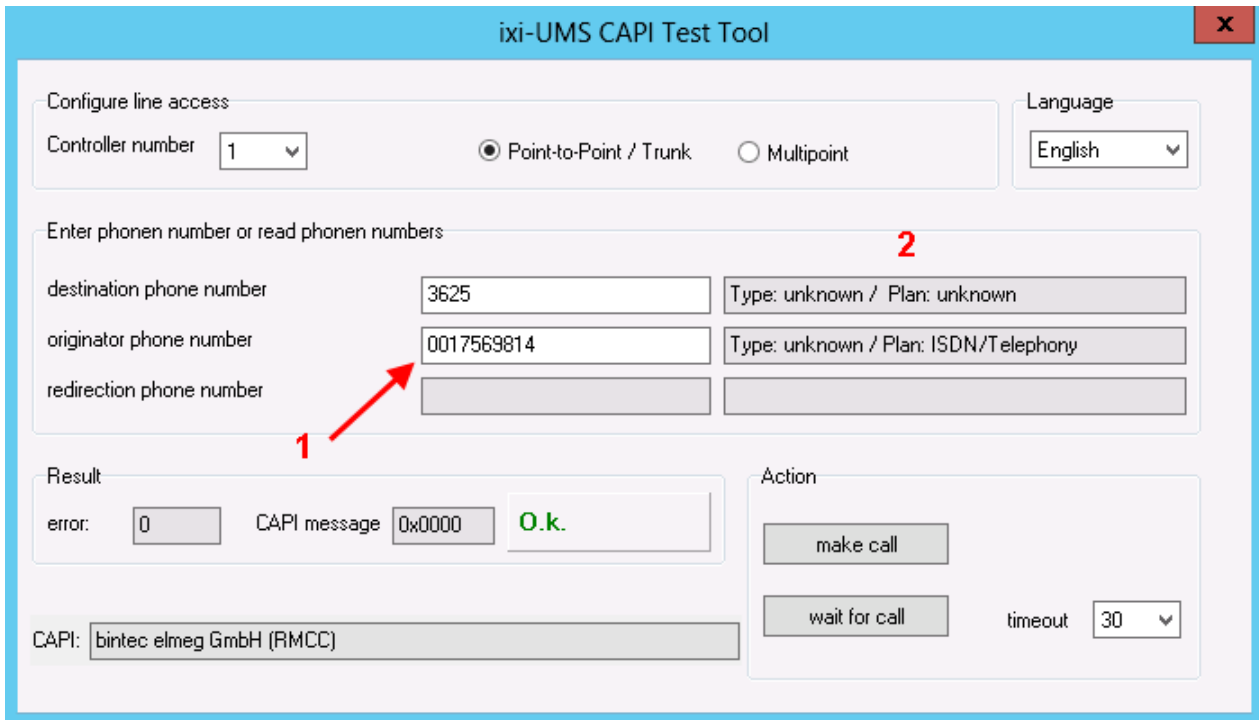 ixi-UMS CAPI Test Tool
x
Configure line access
Language
Controller number 1 Point-to-Point / Trunk Multipoint English
Enter phonen number or read phonen numbers
2
destination phone number 3625 Type: unknown / Plan: unknown
originator phone number 0017569814 Type: unknown / Plan: ISDN/Telephony
redirection phone number
1
Result
Action
error: 0 CAPI message 0x0000 O.k.
make call
wait for call timeout 30
CAPI: bintec elmeg GmbH (RMCC)